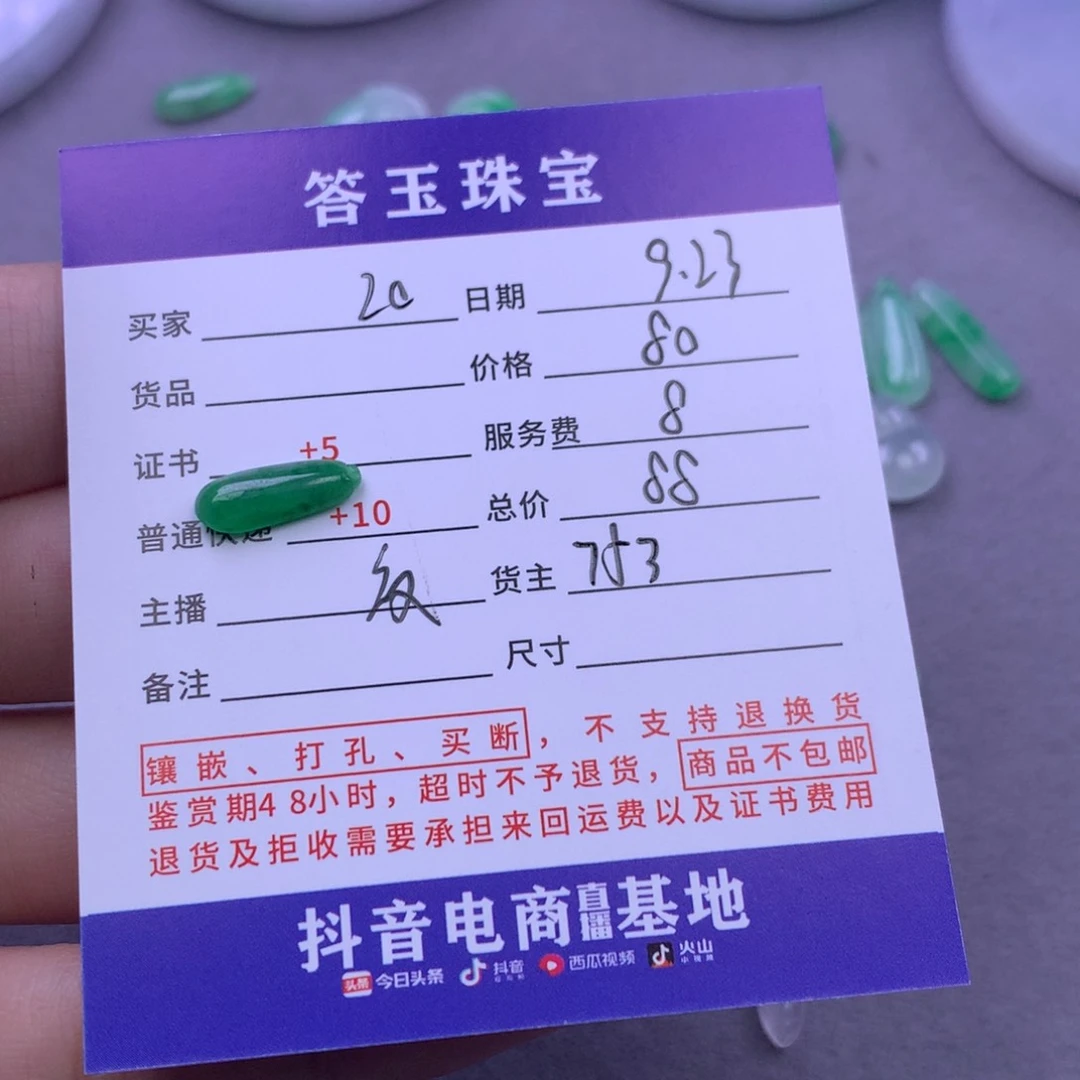 答玉珠宝
买家 20 日期 9.23
货品 价格 80
证书 +5 服务费 8
普通快递 +10 总价 88
主播 货主
备注 尺寸
镶嵌、打孔、买断，不支持退换货
鉴赏期48小时，超时不予退货，商品不包邮
退货及拒收需要承担来回运费以及证书费用
抖音电商直播基地
头条 今日头条 抖音 西瓜视频 火山